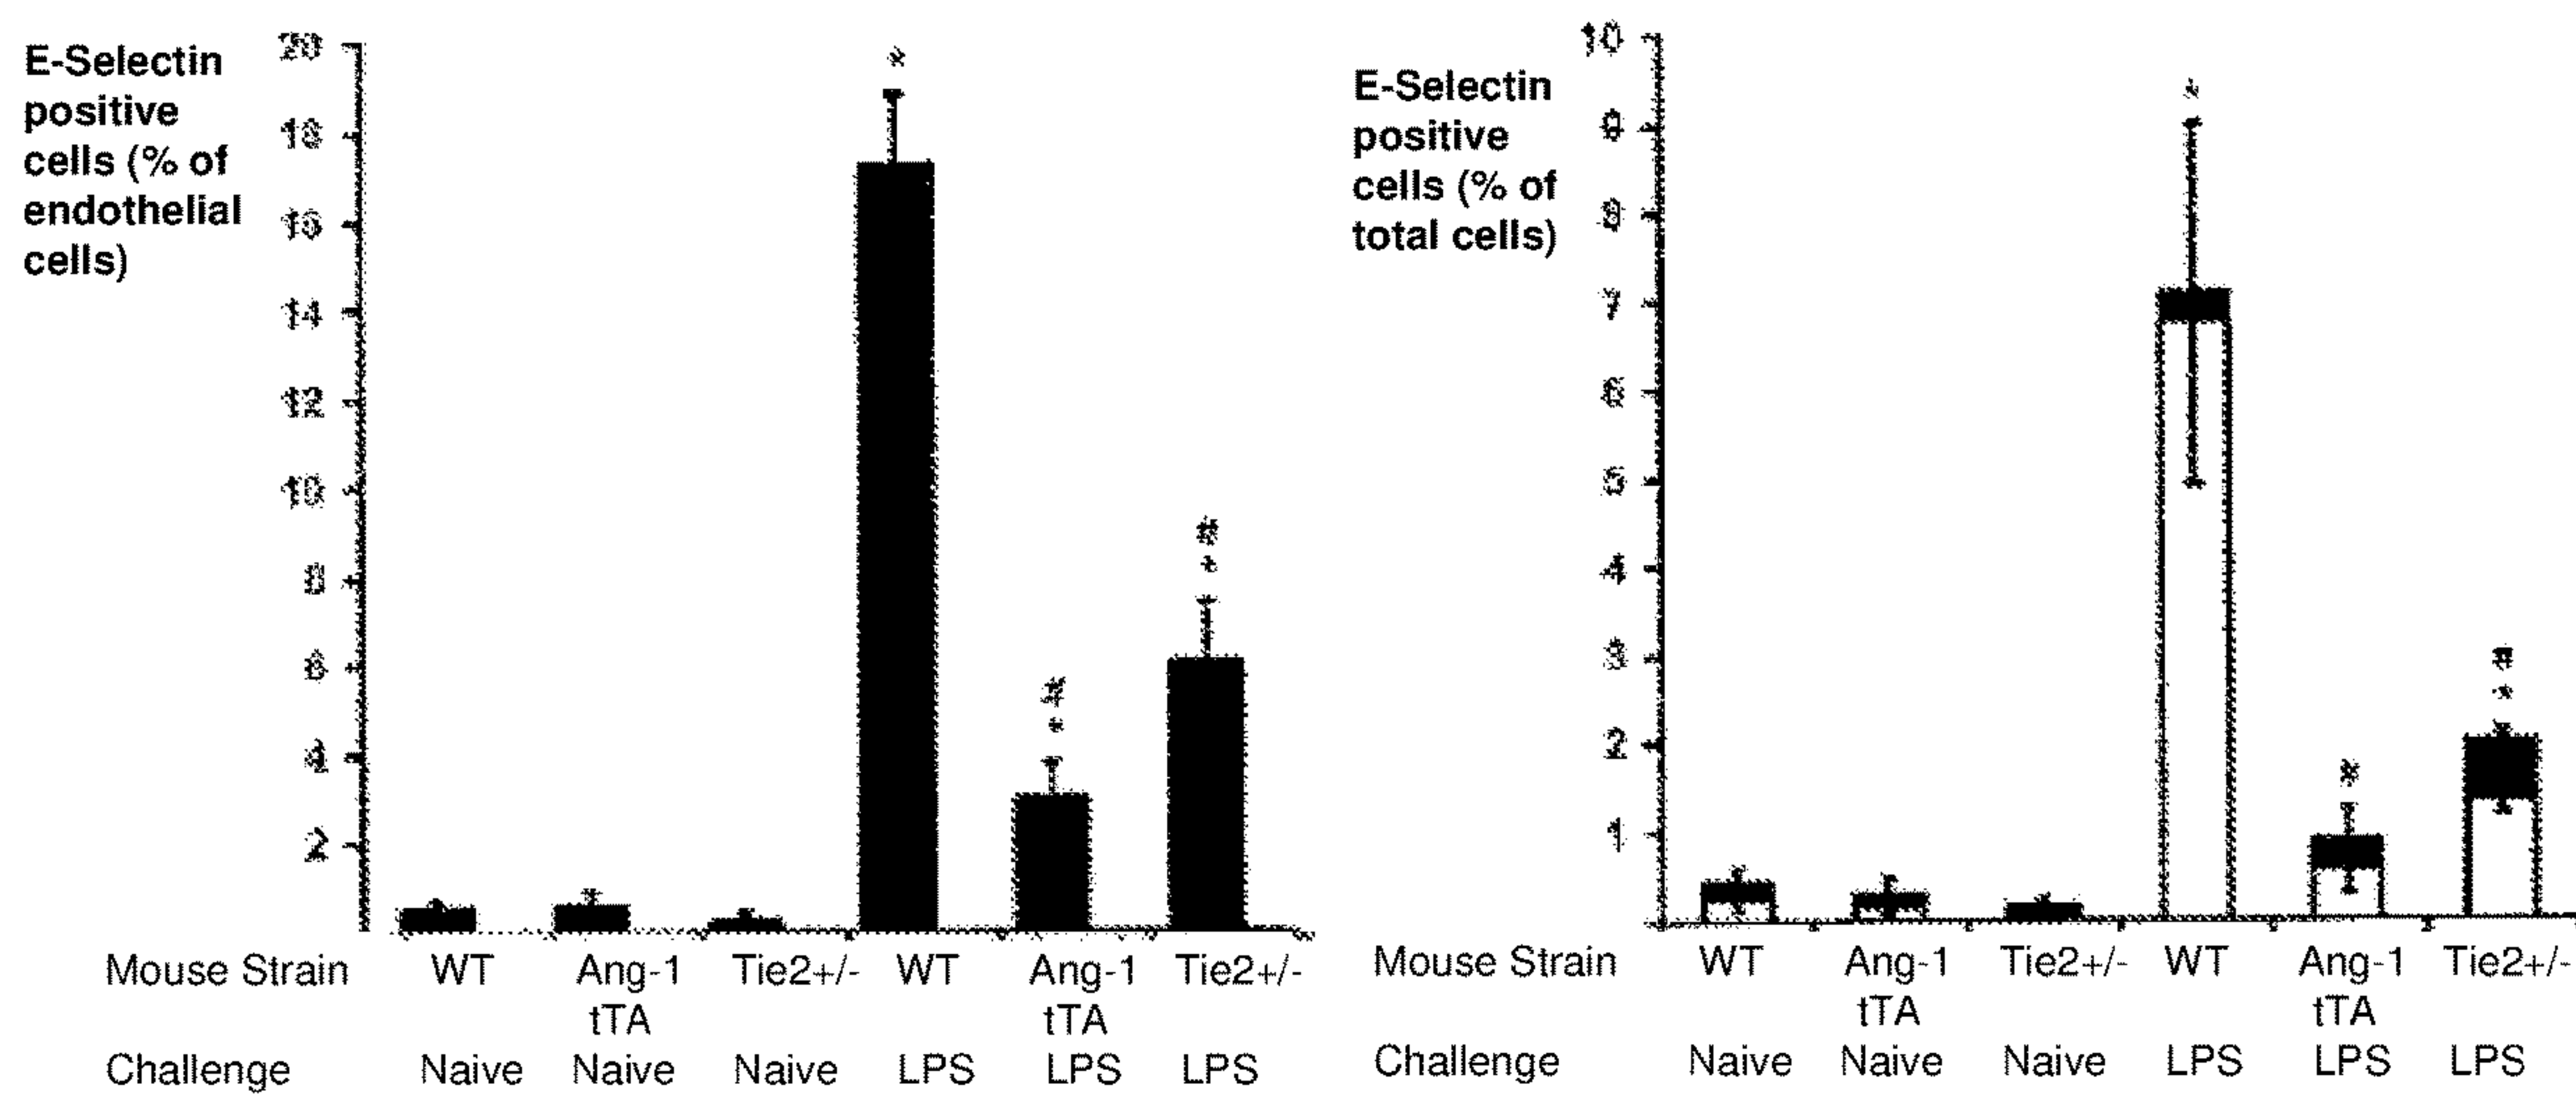 E-Selectin
positive
cells (% of
endothelial
cells)
20
18
16
14
12
10
8
6
4
2
*
*
#
*
#
*
Mouse Strain WT Ang-1 Tie2+/- WT Ang-1 Tie2+/-
tTA tTA
Challenge Naive Naive Naive LPS LPS LPS
E-Selectin
positive
cells (% of
total cells)
10
9
8
7
6
5
4
3
2
1
*
*
*
Mouse Strain WT Ang-1 Tie2+/- WT Ang-1 Tie2+/-
tTA tTA
Challenge Naive Naive Naive LPS LPS LPS